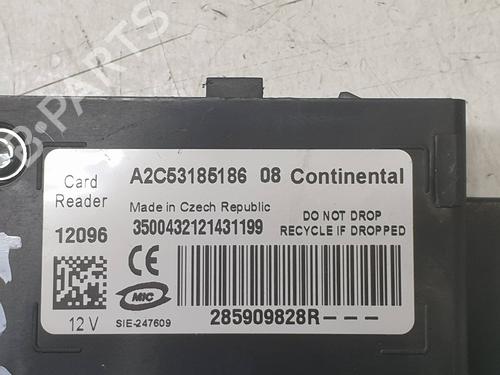 B-PARTS
Card Reader
A2C53185186 08 Continental
Made in Czech Republic
12096
3500432121431199
DO NOT DROP
RECYCLE IF DROPPED
CE
MIC
12 V
SIE-247609
285909828R---